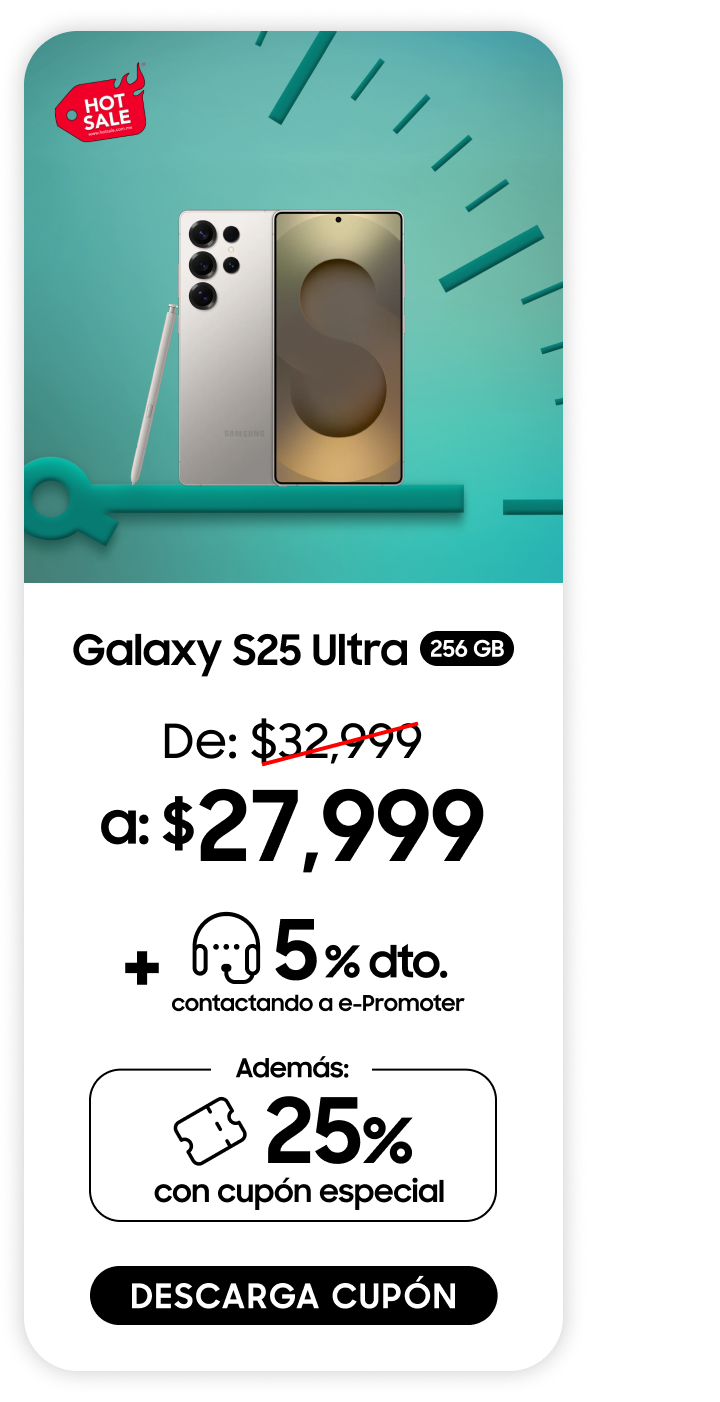 HOT
SALE
www.hotsale.com.mx
SAMSUNG
Galaxy S25 Ultra 256 GB
De: $32,999
a: $27,999
+ 5% dto.
contactando a e-Promoter
Además:
25%
con cupón especial
DESCARGA CUPÓN